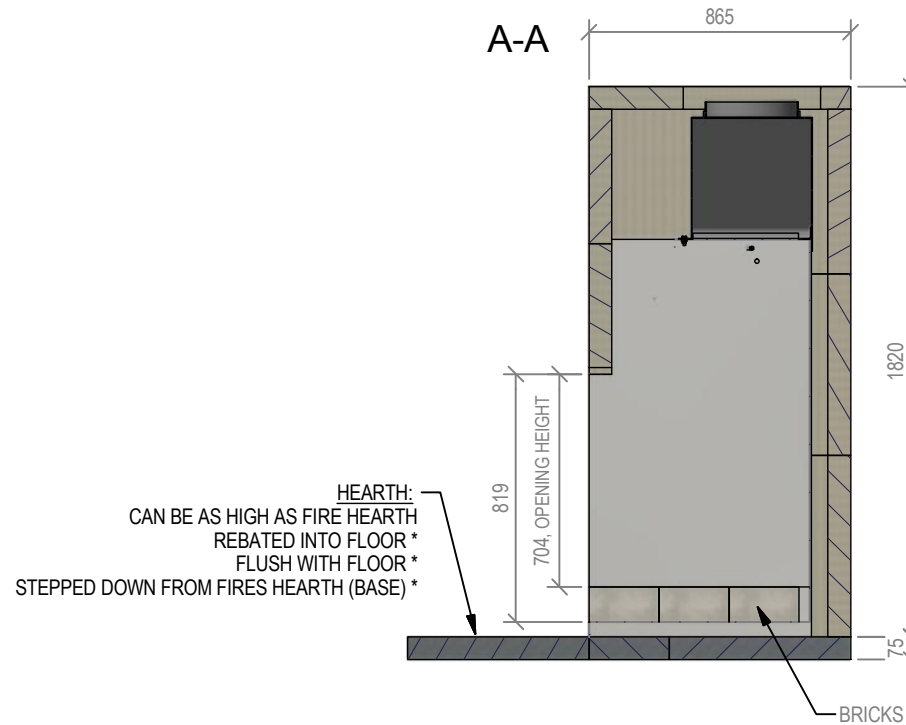 865
A-A
1820
819
704, OPENING HEIGHT
HEARTH:
CAN BE AS HIGH AS FIRE HEARTH
REBATED INTO FLOOR *
FLUSH WITH FLOOR *
STEPPED DOWN FROM FIRES HEARTH (BASE) *
75
BRICKS